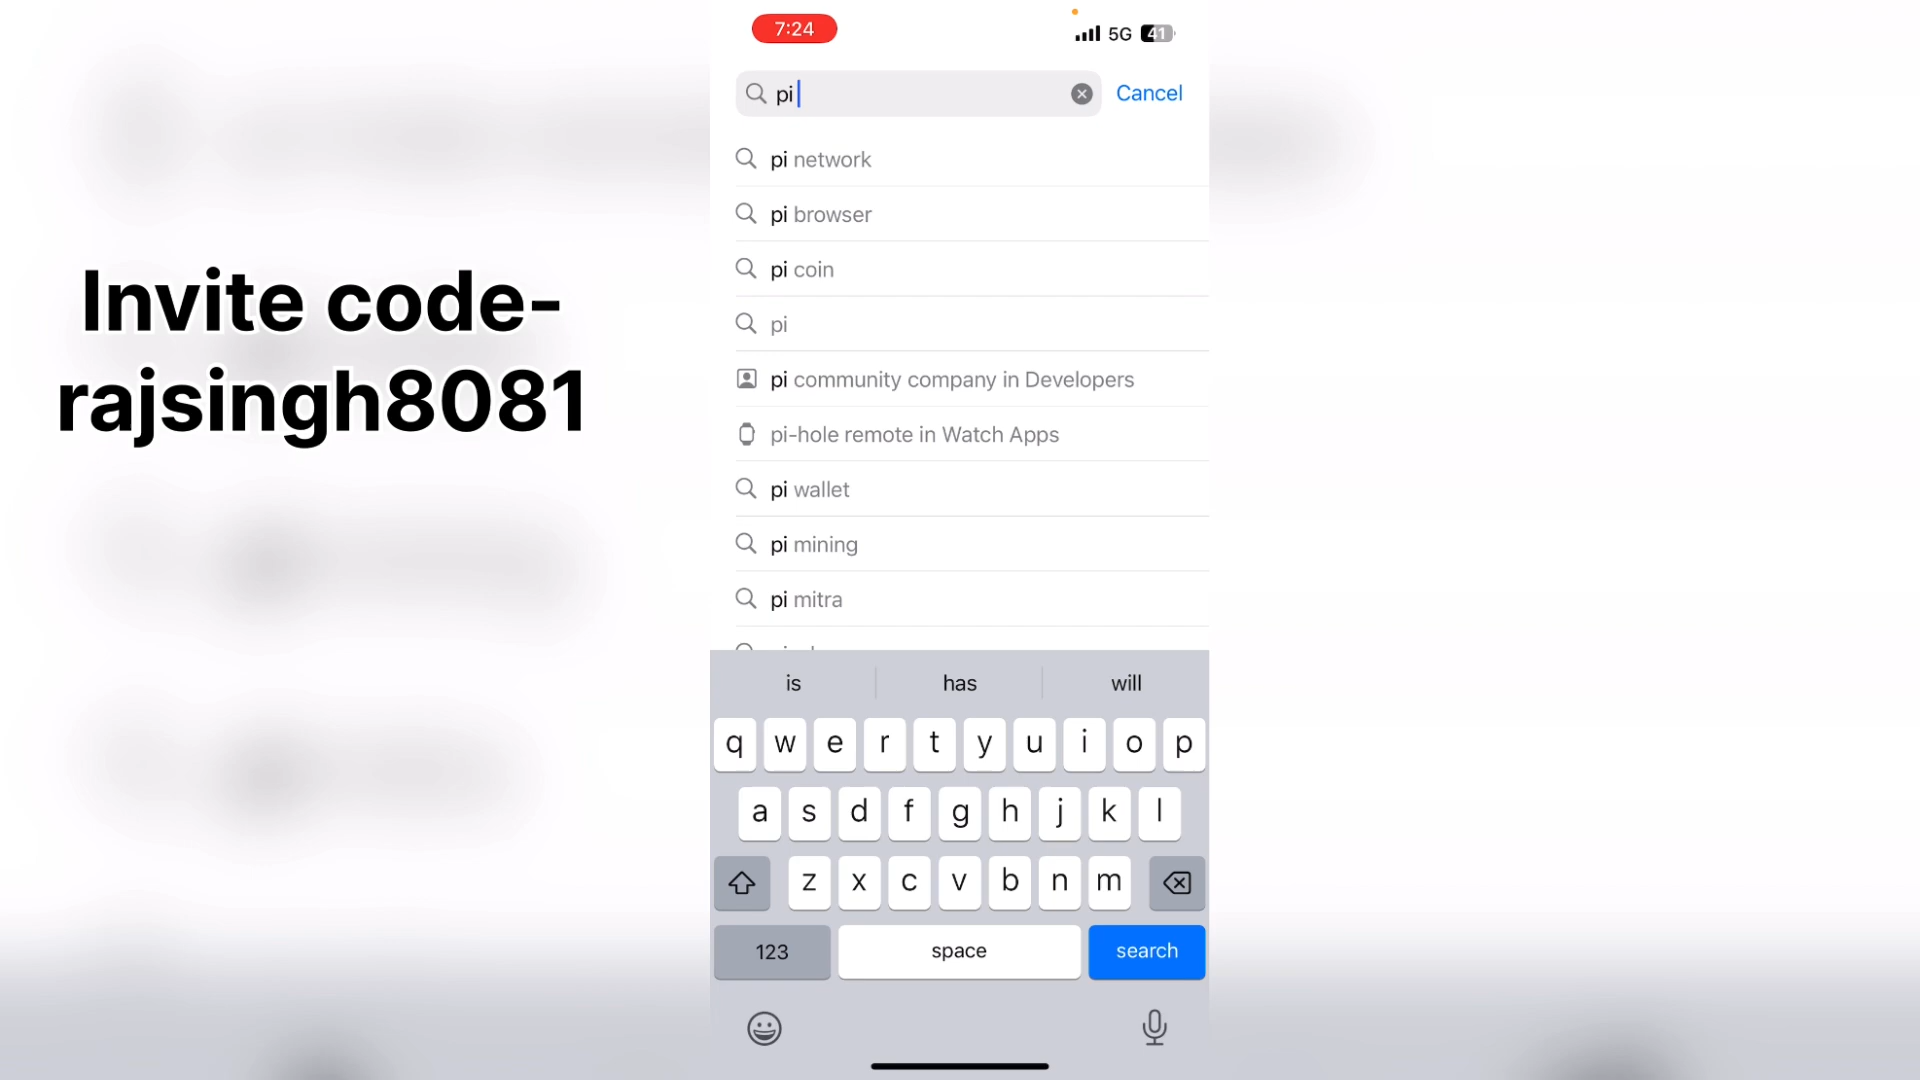 Invite code-
rajsingh8081
7:24
5G 41
pi
Cancel
pi network
pi browser
pi coin
pi
pi community company in Developers
pi-hole remote in Watch Apps
pi wallet
pi mining
pi mitra
is has will
q w e r t y u i o p
a s d f g h j k l
z x c v b n m
123 space search